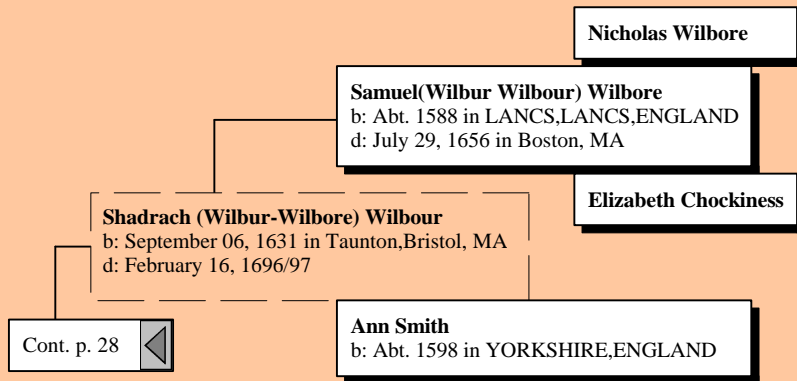 Nicholas Wilbore
Samuel(Wilbur Wilbour) Wilbore
b: Abt. 1588 in LANCS,LANCS,ENGLAND
d: July 29, 1656 in Boston, MA
Elizabeth Chockiness
Shadrach (Wilbur-Wilbore) Wilbour
b: September 06, 1631 in Taunton,Bristol, MA
d: February 16, 1696/97
Ann Smith
b: Abt. 1598 in YORKSHIRE,ENGLAND
Cont. p. 28